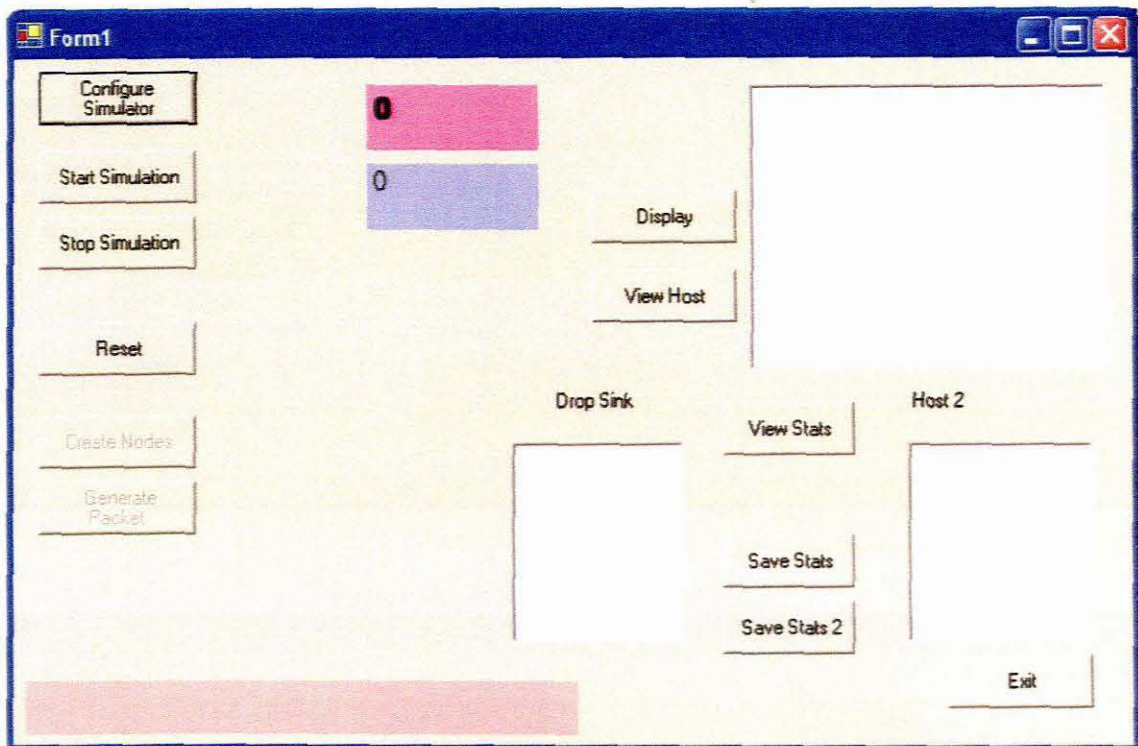 Form1
Configure
Simulator
0
Start Simulation
0
Display
Stop Simulation
View Host
Reset
Drop Sink
View Stats
Host 2
Create Nodes
Generate
Packet
Save Stats
Save Stats 2
Exit